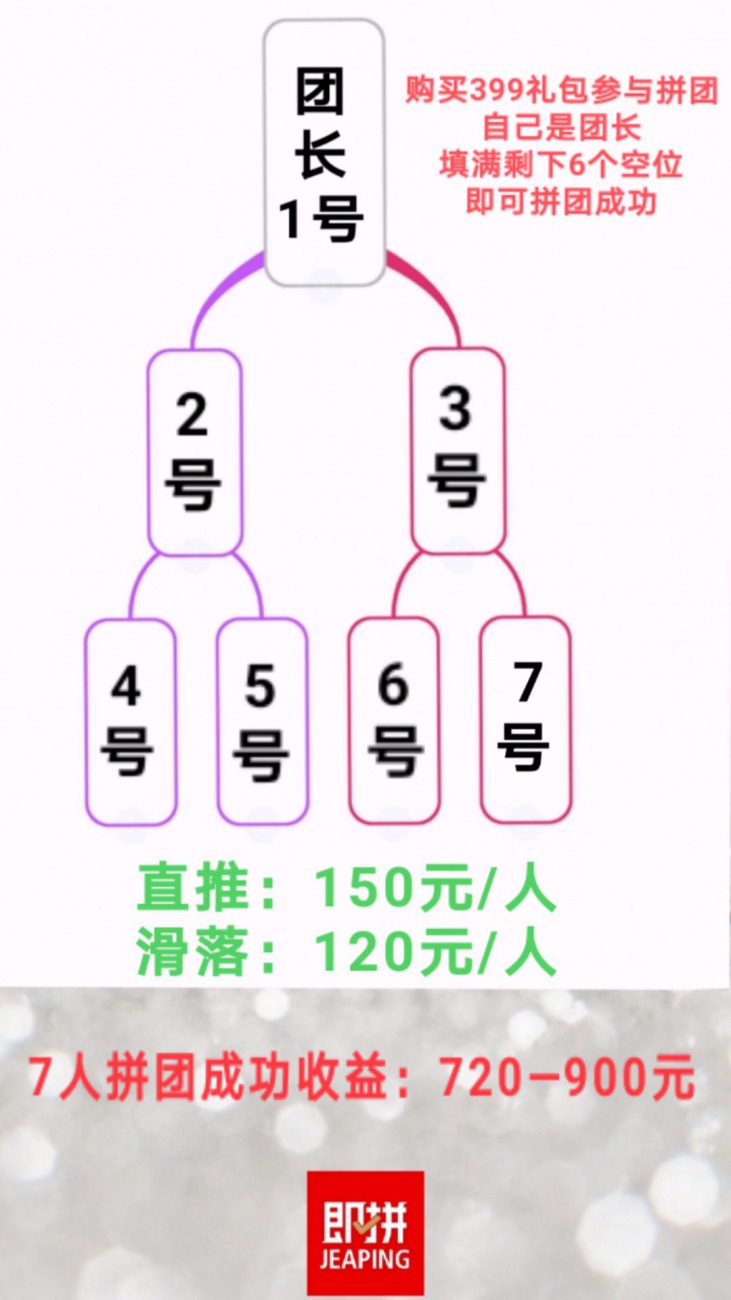 团
长
1号
购买399礼包参与拼团
自己是团长
填满剩下6个空位
即可拼团成功
2
号
3
号
4
号
5
号
6
号
7
号
直推：150元/人
滑落：120元/人
7人拼团成功收益：720—900元
即拼
JEAPING